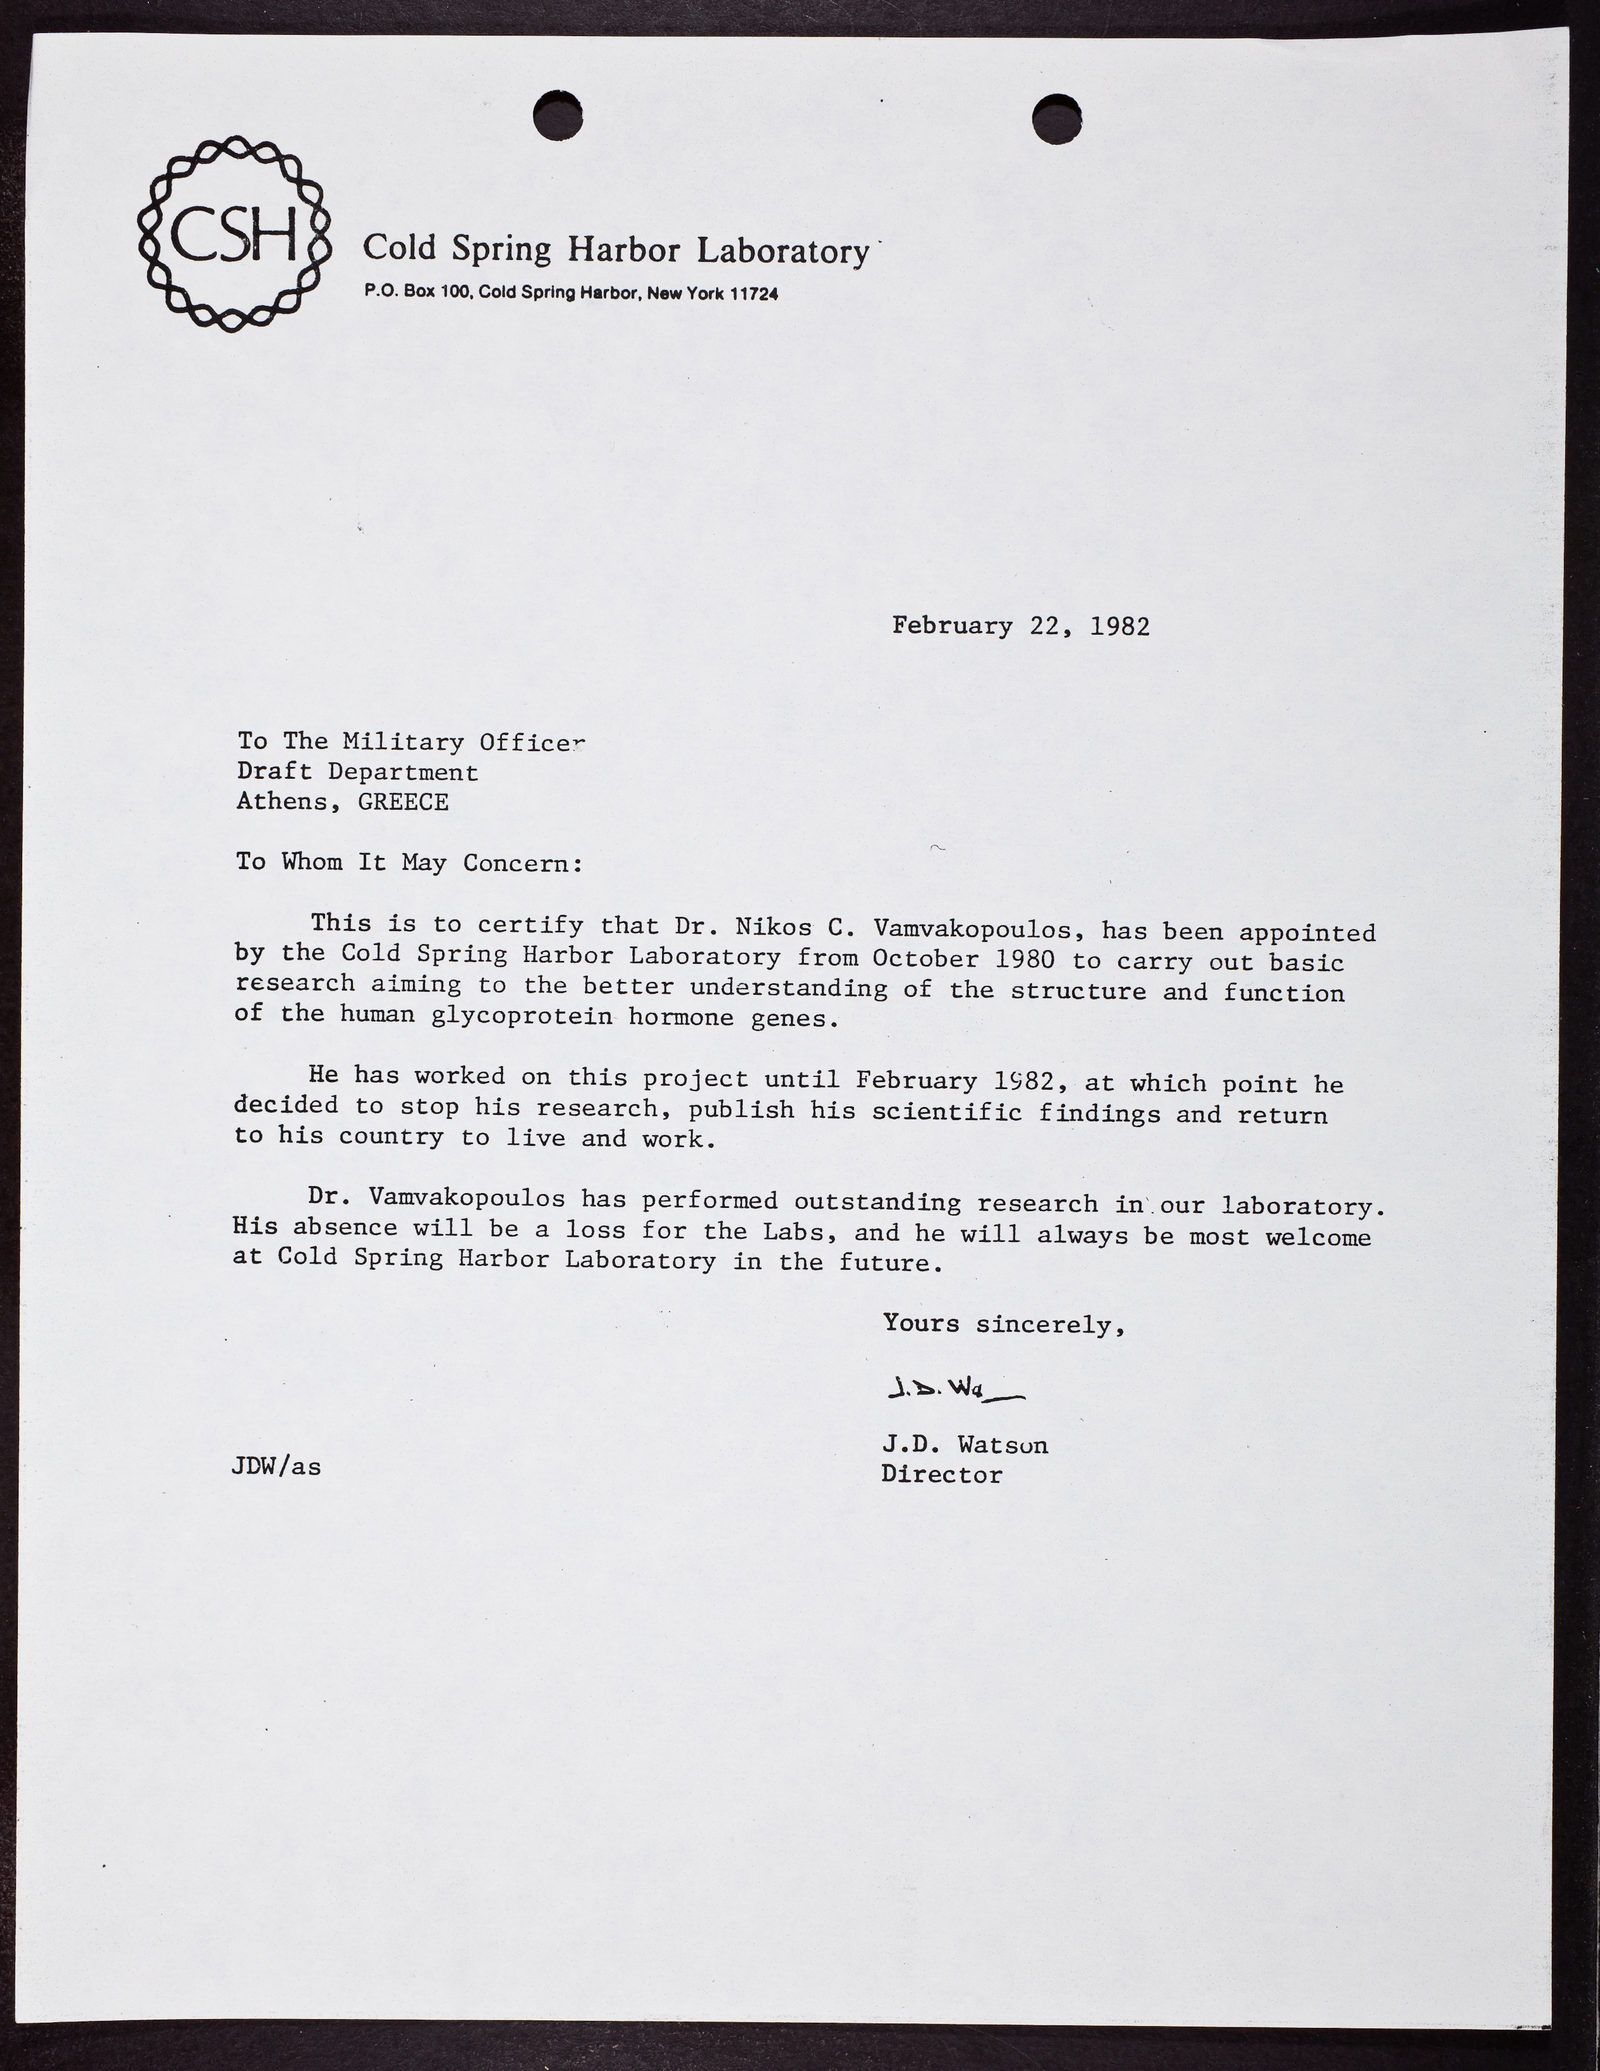 CSH
Cold Spring Harbor Laboratory
P.O. Box 100, Cold Spring Harbor, New York 11724
February 22, 1982
To The Military Officer
Draft Department
Athens, GREECE
To Whom It May Concern:
This is to certify that Dr. Nikos C. Vamvakopoulos, has been appointed
by the Cold Spring Harbor Laboratory from October 1980 to carry out basic
research aiming to the better understanding of the structure and function
of the human glycoprotein hormone genes.
He has worked on this project until February 1982, at which point he
decided to stop his research, publish his scientific findings and return
to his country to live and work.
Dr. Vamvakopoulos has performed outstanding research in our laboratory.
His absence will be a loss for the Labs, and he will always be most welcome
at Cold Spring Harbor Laboratory in the future.
Yours sincerely,
J.D. Wa
J.D. Watson
JDW/as
Director